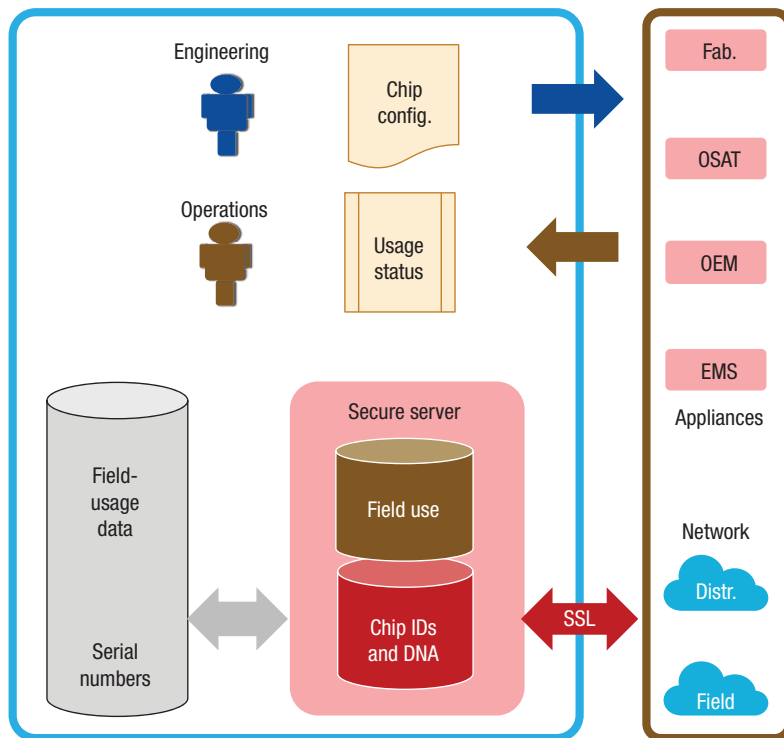 Engineering
Chip
config.
Operations
Usage
status
Field-
usage
data
Serial
numbers
Secure server
Field use
Chip IDs
and DNA
SSL
Fab.
OSAT
OEM
EMS
Appliances
Network
Distr.
Field